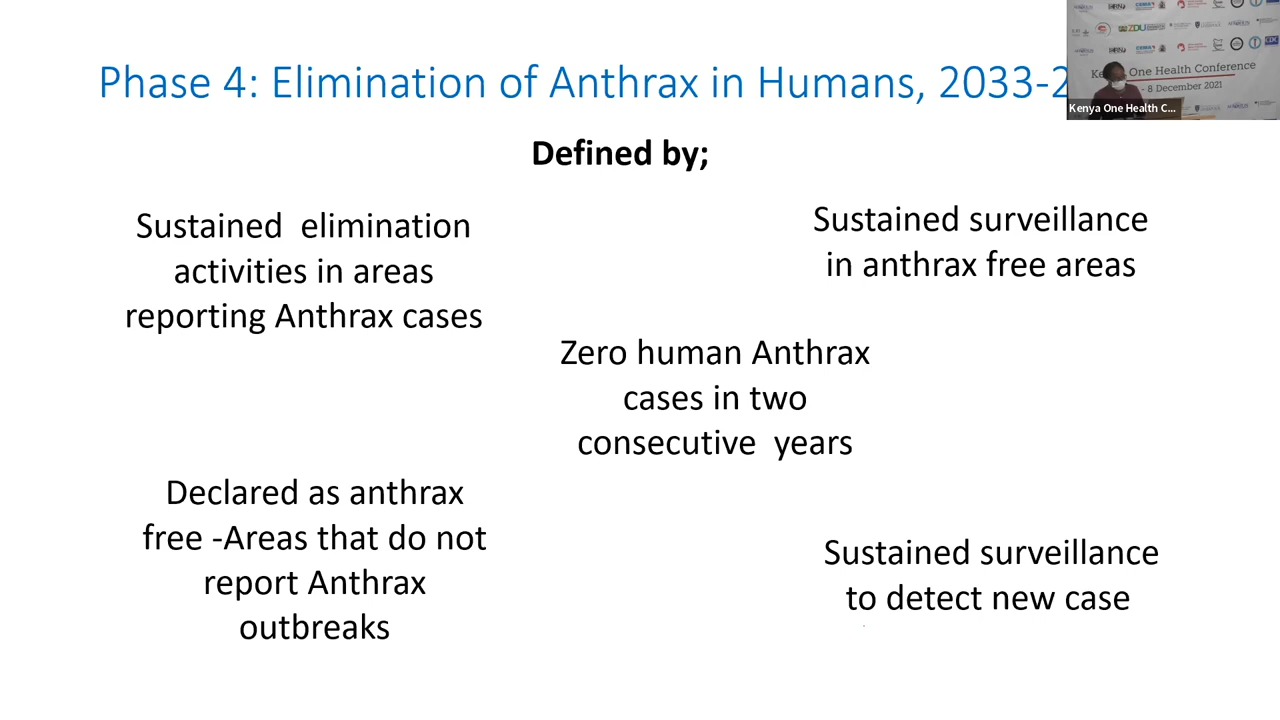 Phase 4: Elimination of Anthrax in Humans, 2033-2
Defined by;
Sustained  elimination
activities in areas
reporting Anthrax cases
Sustained surveillance
in anthrax free areas
Zero human Anthrax
cases in two
consecutive  years
Declared as anthrax
free -Areas that do not
report Anthrax
outbreaks
Sustained surveillance
to detect new case
One Health Conference
- 8 December 2021
Kenya One Health C...
ZDU